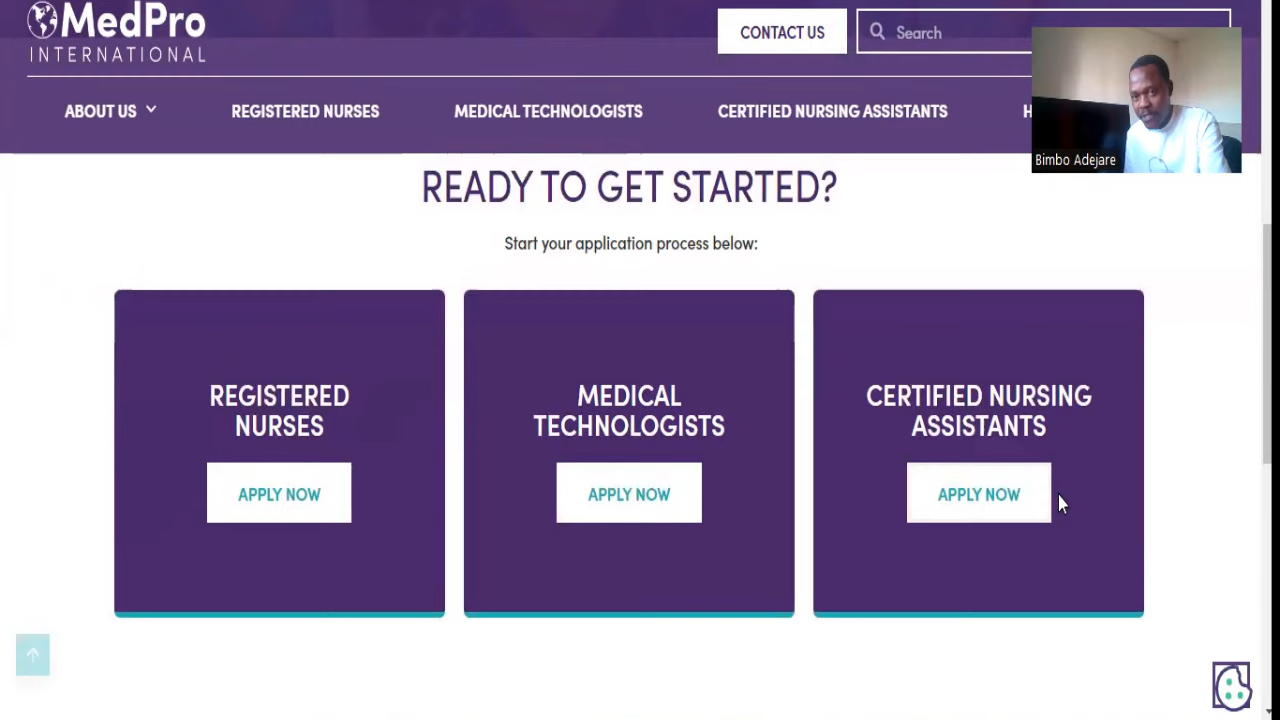 MedPro
INTERNATIONAL
CONTACT US
Search
ABOUT US
REGISTERED NURSES
MEDICAL TECHNOLOGISTS
CERTIFIED NURSING ASSISTANTS
H
Bimbo Adejare
READY TO GET STARTED?
Start your application process below:
REGISTERED
NURSES
APPLY NOW
MEDICAL
TECHNOLOGISTS
APPLY NOW
CERTIFIED NURSING
ASSISTANTS
APPLY NOW